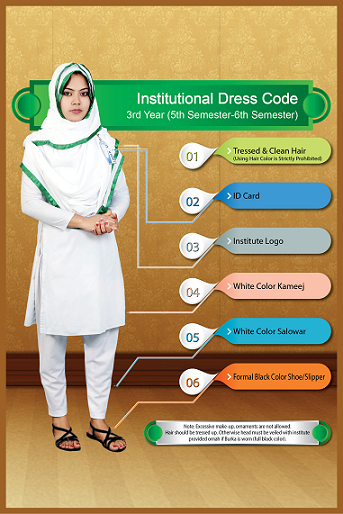 Institutional Dress Code
3rd Year (5th Semester-6th Semester)
01
Tressed & Clean Hair
(Using Hair Color is Strictly Prohibited)
02
ID Card
03
Institute Logo
04
White Color Kameej
05
White Color Salowar
06
Formal Black Color Shoe/Slipper
Note: Excessive make up, ornaments are not allowed.
Hair should be tressed up. Otherwise head must be veiled with institute
provided ornah if Burka is worn (full black color).